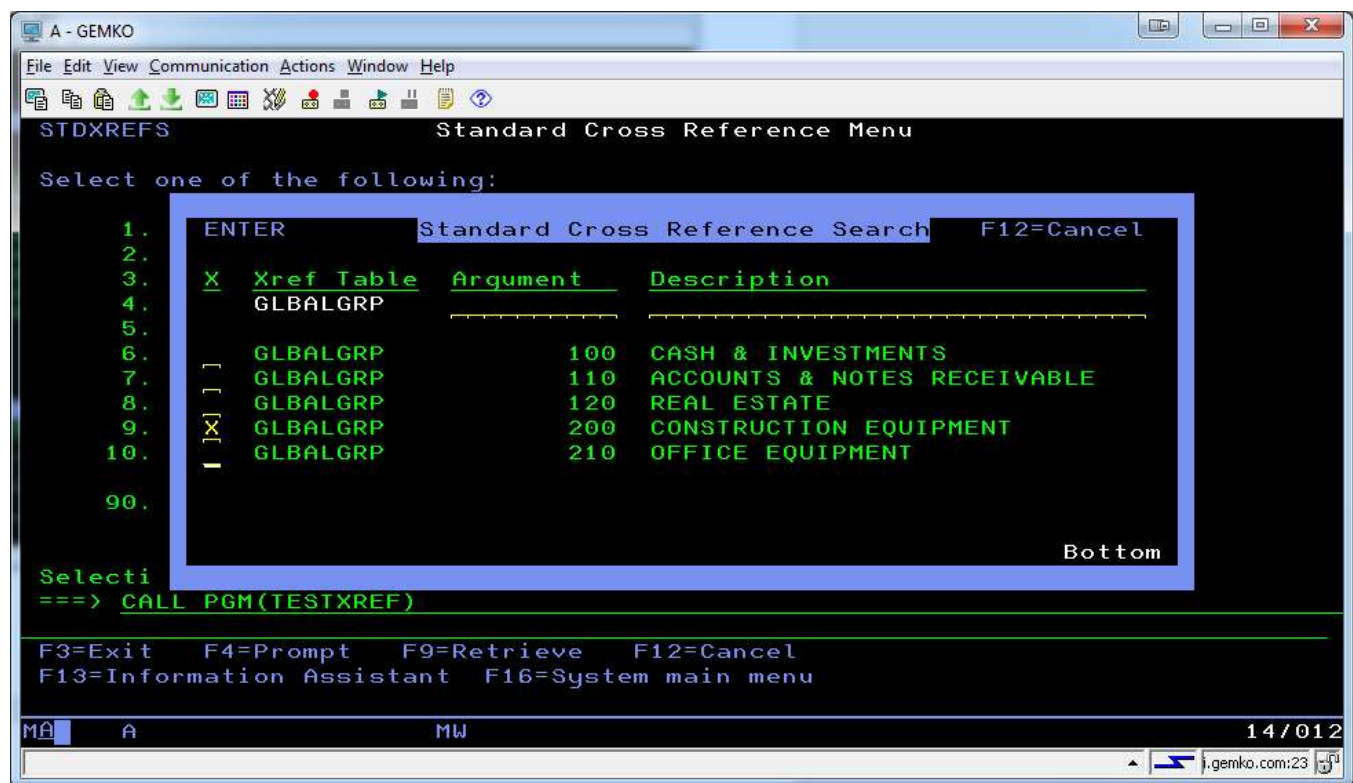 A - GEMKO
File Edit View Communication Actions Window Help
STDXREFS Standard Cross Reference Menu
Select one of the following:
1. ENTER Standard Cross Reference Search F12=Cancel
2.
3. X Xref Table Argument Description
4. GLBALGRP
5.
6. GLBALGRP 100 CASH & INVESTMENTS
7. GLBALGRP 110 ACCOUNTS & NOTES RECEIVABLE
8. GLBALGRP 120 REAL ESTATE
9. X GLBALGRP 200 CONSTRUCTION EQUIPMENT
10. GLBALGRP 210 OFFICE EQUIPMENT
90.
Bottom
Selecti
===> CALL PGM(TESTXREF)
F3=Exit F4=Prompt F9=Retrieve F12=Cancel
F13=Information Assistant F16=System main menu
MA A MW 14/012
i.gemko.com:23